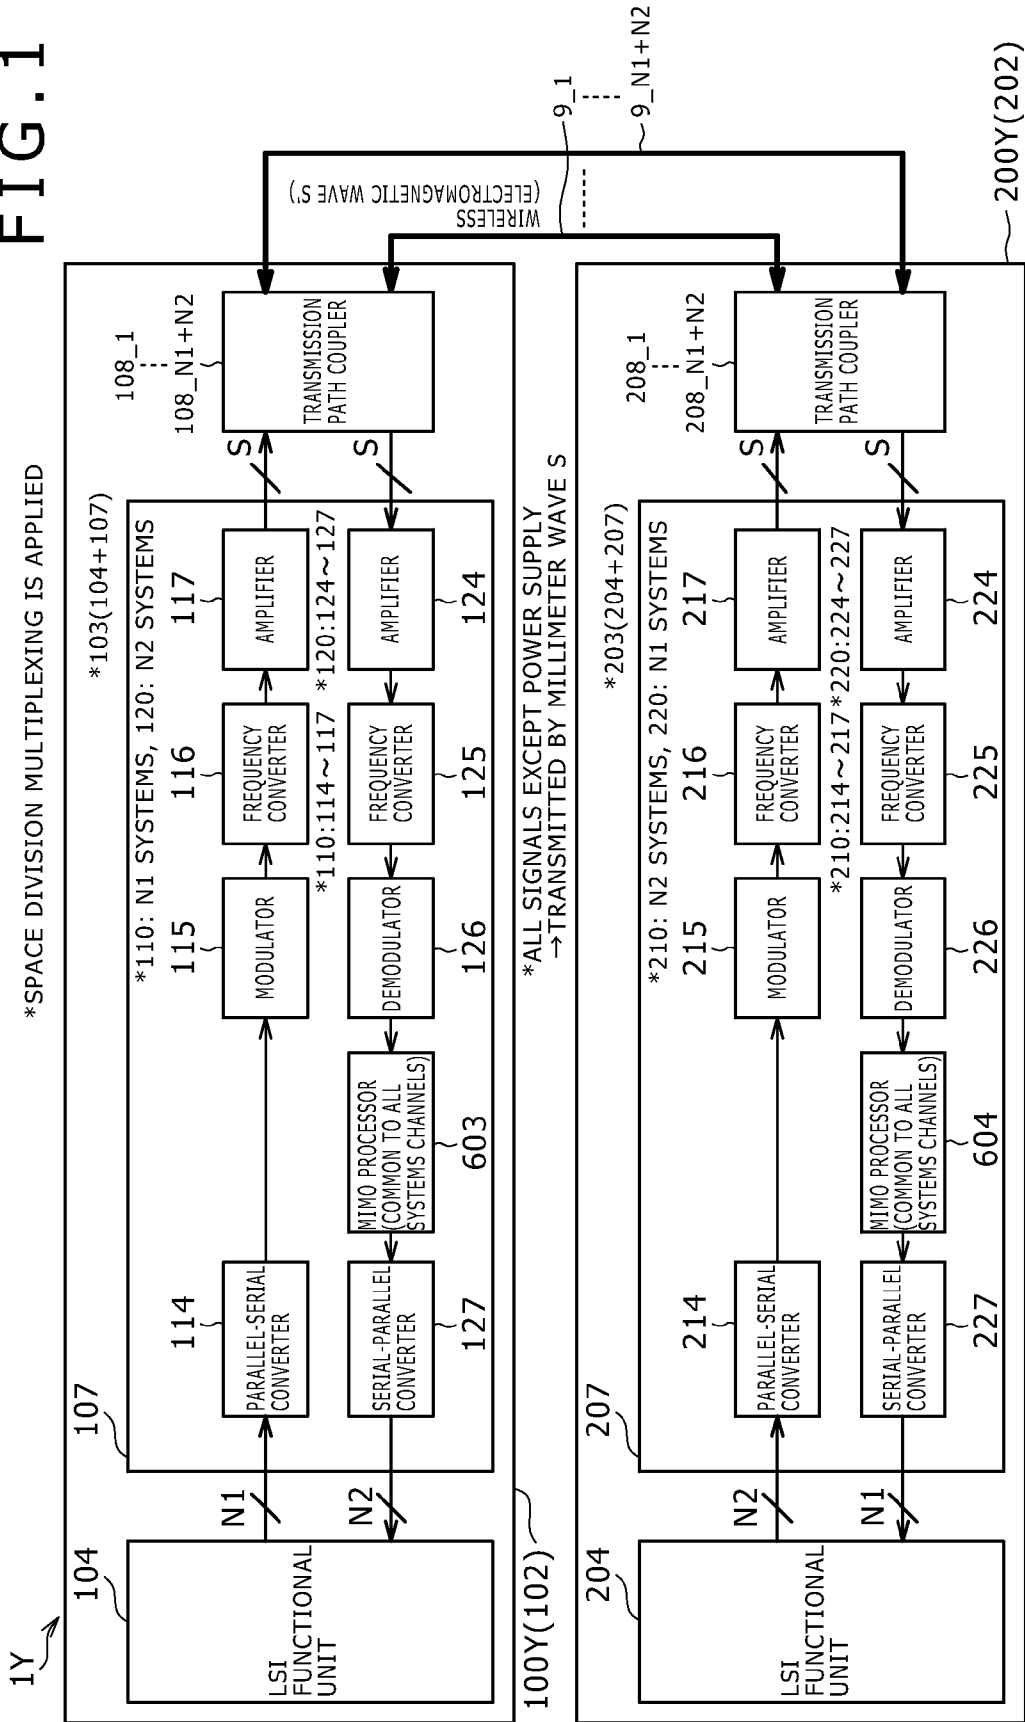 FIG. 1
*SPACE DIVISION MULTIPLEXING IS APPLIED
1Y
104
LSI
FUNCTIONAL
UNIT
N1
N2
107
*103(104+107)
*110: N1 SYSTEMS, 120: N2 SYSTEMS
114
PARALLEL-SERIAL
CONVERTER
115
MODULATOR
116
FREQUENCY
CONVERTER
117
AMPLIFIER
*110:114~117
*120:124~127
SERIAL-PARALLEL
CONVERTER
127
MIMO PROCESSOR
(COMMON TO ALL
SYSTEMS CHANNELS)
603
DEMODULATOR
126
FREQUENCY
CONVERTER
125
AMPLIFIER
124
S
S
108_1
108_N1+N2
TRANSMISSION
PATH COUPLER
100Y(102)
WIRELESS
(ELECTROMAGNETIC WAVE S')
9_1
9_N1+N2
*ALL SIGNALS EXCEPT POWER SUPPLY
→TRANSMITTED BY MILLIMETER WAVE S
204
LSI
FUNCTIONAL
UNIT
N2
N1
207
*203(204+207)
*210: N2 SYSTEMS, 220: N1 SYSTEMS
214
PARALLEL-SERIAL
CONVERTER
215
MODULATOR
216
FREQUENCY
CONVERTER
217
AMPLIFIER
*210:214~217
*220:224~227
SERIAL-PARALLEL
CONVERTER
227
MIMO PROCESSOR
(COMMON TO ALL
SYSTEMS CHANNELS)
604
DEMODULATOR
226
FREQUENCY
CONVERTER
225
AMPLIFIER
224
S
S
208_1
208_N1+N2
TRANSMISSION
PATH COUPLER
200Y(202)